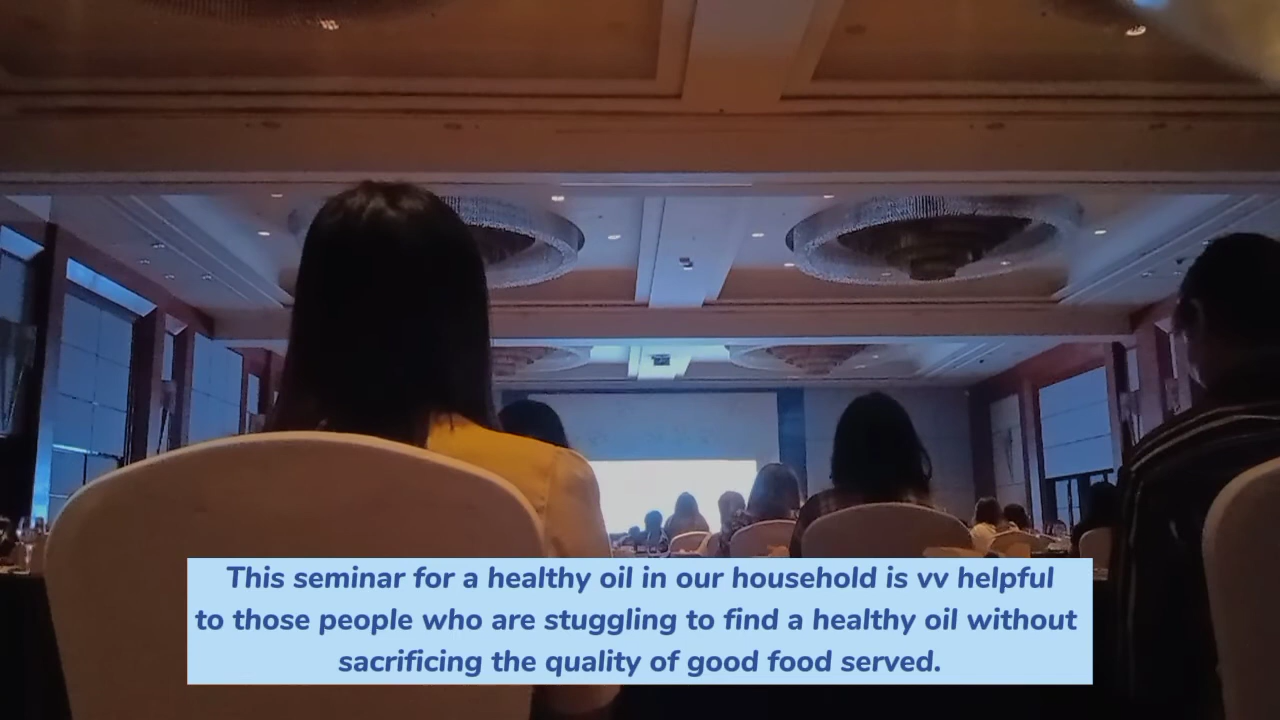 This seminar for a healthy oil in our household is vv helpful
to those people who are stuggling to find a healthy oil without
sacrificing the quality of good food served.